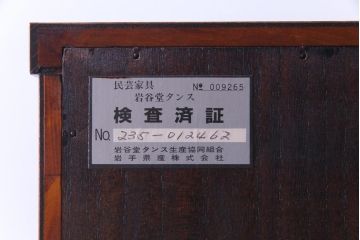 民芸家具 № 009265
岩谷堂タンス
検査済証
No. 235-012462
岩谷堂タンス生産協同組合
岩手県産株式会社